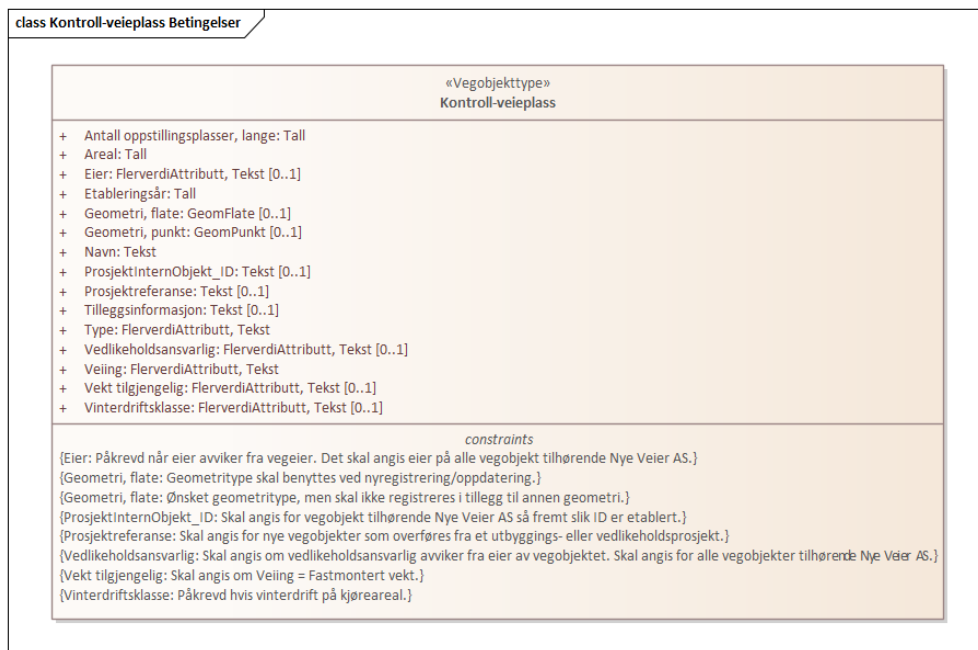 class Kontroll-veieplass Betingelser
«Vegobjekttype»
Kontroll-veieplass
+ Antall oppstillingsplasser, lange: Tall
+ Areal: Tall
+ Eier: FlerverdiAttributt, Tekst [0..1]
+ Etableringsår: Tall
+ Geometri, flate: GeomFlate [0..1]
+ Geometri, punkt: GeomPunkt [0..1]
+ Navn: Tekst
+ ProsjektInternObjekt_ID: Tekst [0..1]
+ Prosjektreferanse: Tekst [0..1]
+ Tilleggsinformasjon: Tekst [0..1]
+ Type: FlerverdiAttributt, Tekst
+ Vedlikeholdsansvarlig: FlerverdiAttributt, Tekst [0..1]
+ Veiing: FlerverdiAttributt, Tekst
+ Vekt tilgjengelig: FlerverdiAttributt, Tekst [0..1]
+ Vinterdriftsklasse: FlerverdiAttributt, Tekst [0..1]
constraints
{Eier: Påkrevd når eier avviker fra vegeier. Det skal angis eier på alle vegobjekt tilhørende Nye Veier AS.}
{Geometri, flate: Geometritype skal benyttes ved nyregistrering/oppdatering.}
{Geometri, flate: Ønsket geometritype, men skal ikke registreres i tillegg til annen geometri.}
{ProsjektInternObjekt_ID: Skal angis for vegobjekt tilhørende Nye Veier AS så fremt slik ID er etablert.}
{Prosjektreferanse: Skal angis for nye vegobjekter som overføres fra et utbyggings- eller vedlikeholdsprosjekt.}
{Vedlikeholdsansvarlig: Skal angis om vedlikeholdsansvarlig avviker fra eier av vegobjektet. Skal angis for alle vegobjekter tilhørende Nye Veier AS.}
{Vekt tilgjengelig: Skal angis om Veiing = Fastmontert vekt.}
{Vinterdriftsklasse: Påkrevd hvis vinterdrift på kjøreareal.}